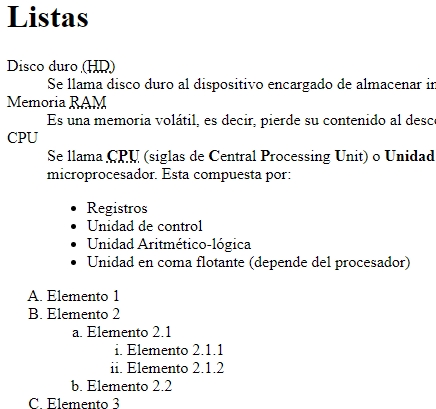 Listas
Disco duro (HD)
Se llama disco duro al dispositivo encargado de almacenar
Memoria RAM
Es una memoria volátil, es decir, pierde su contenido al
CPU
Se llama CPU (siglas de Central Processing Unit) o Unidad
microprocesador. Esta compuesta por:
• Registros
• Unidad de control
• Unidad Aritmético-lógica
• Unidad en coma flotante (depende del procesador)
A. Elemento 1
B. Elemento 2
a. Elemento 2.1
i. Elemento 2.1.1
ii. Elemento 2.1.2
b. Elemento 2.2
C. Elemento 3